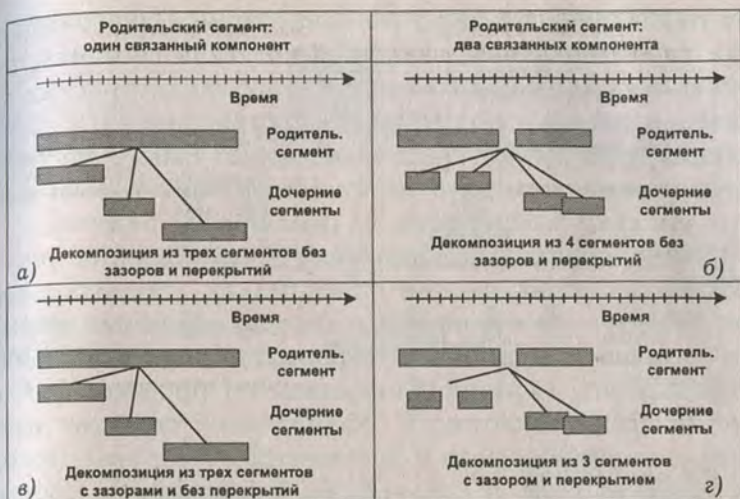 Родительский сегмент:
один связанный компонент
Родительский сегмент:
два связанных компонента
Время
Родитель.
сегмент
Дочерние
сегменты
Декомпозиция из трех сегментов без
зазоров и перекрытий
а)
Время
Родитель.
сегмент
Дочерние
сегменты
Декомпозиция из 4 сегментов без
зазоров и перекрытий
б)
Время
Родитель.
сегмент
Дочерние
сегменты
Декомпозиция из трех сегментов
с зазорами и без перекрытий
в)
Время
Родитель.
сегмент
Дочерние
сегменты
Декомпозиция из 3 сегментов
с зазором и перекрытием
г)